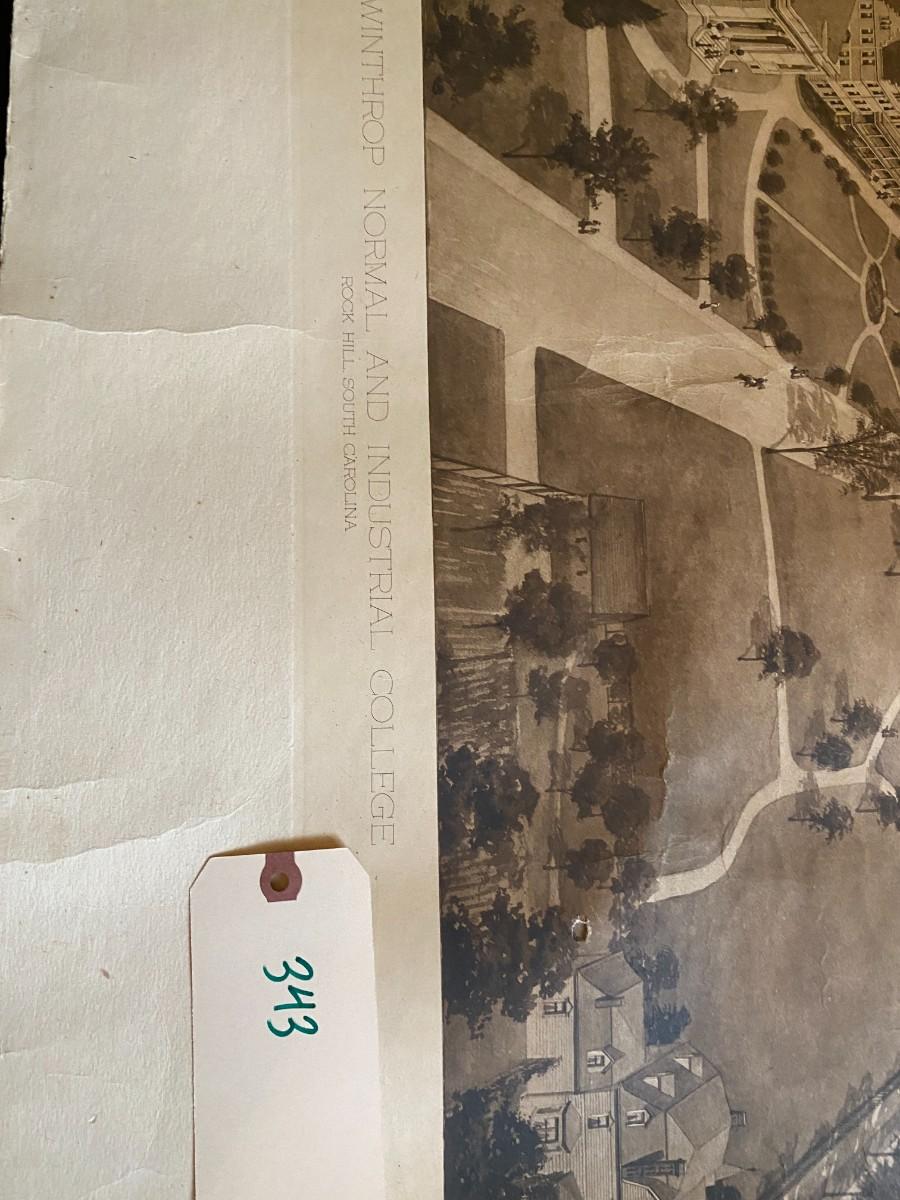 WINTHROP NORMAL AND INDUSTRIAL COLLEGE
ROCK HILL, SOUTH CAROLINA
343